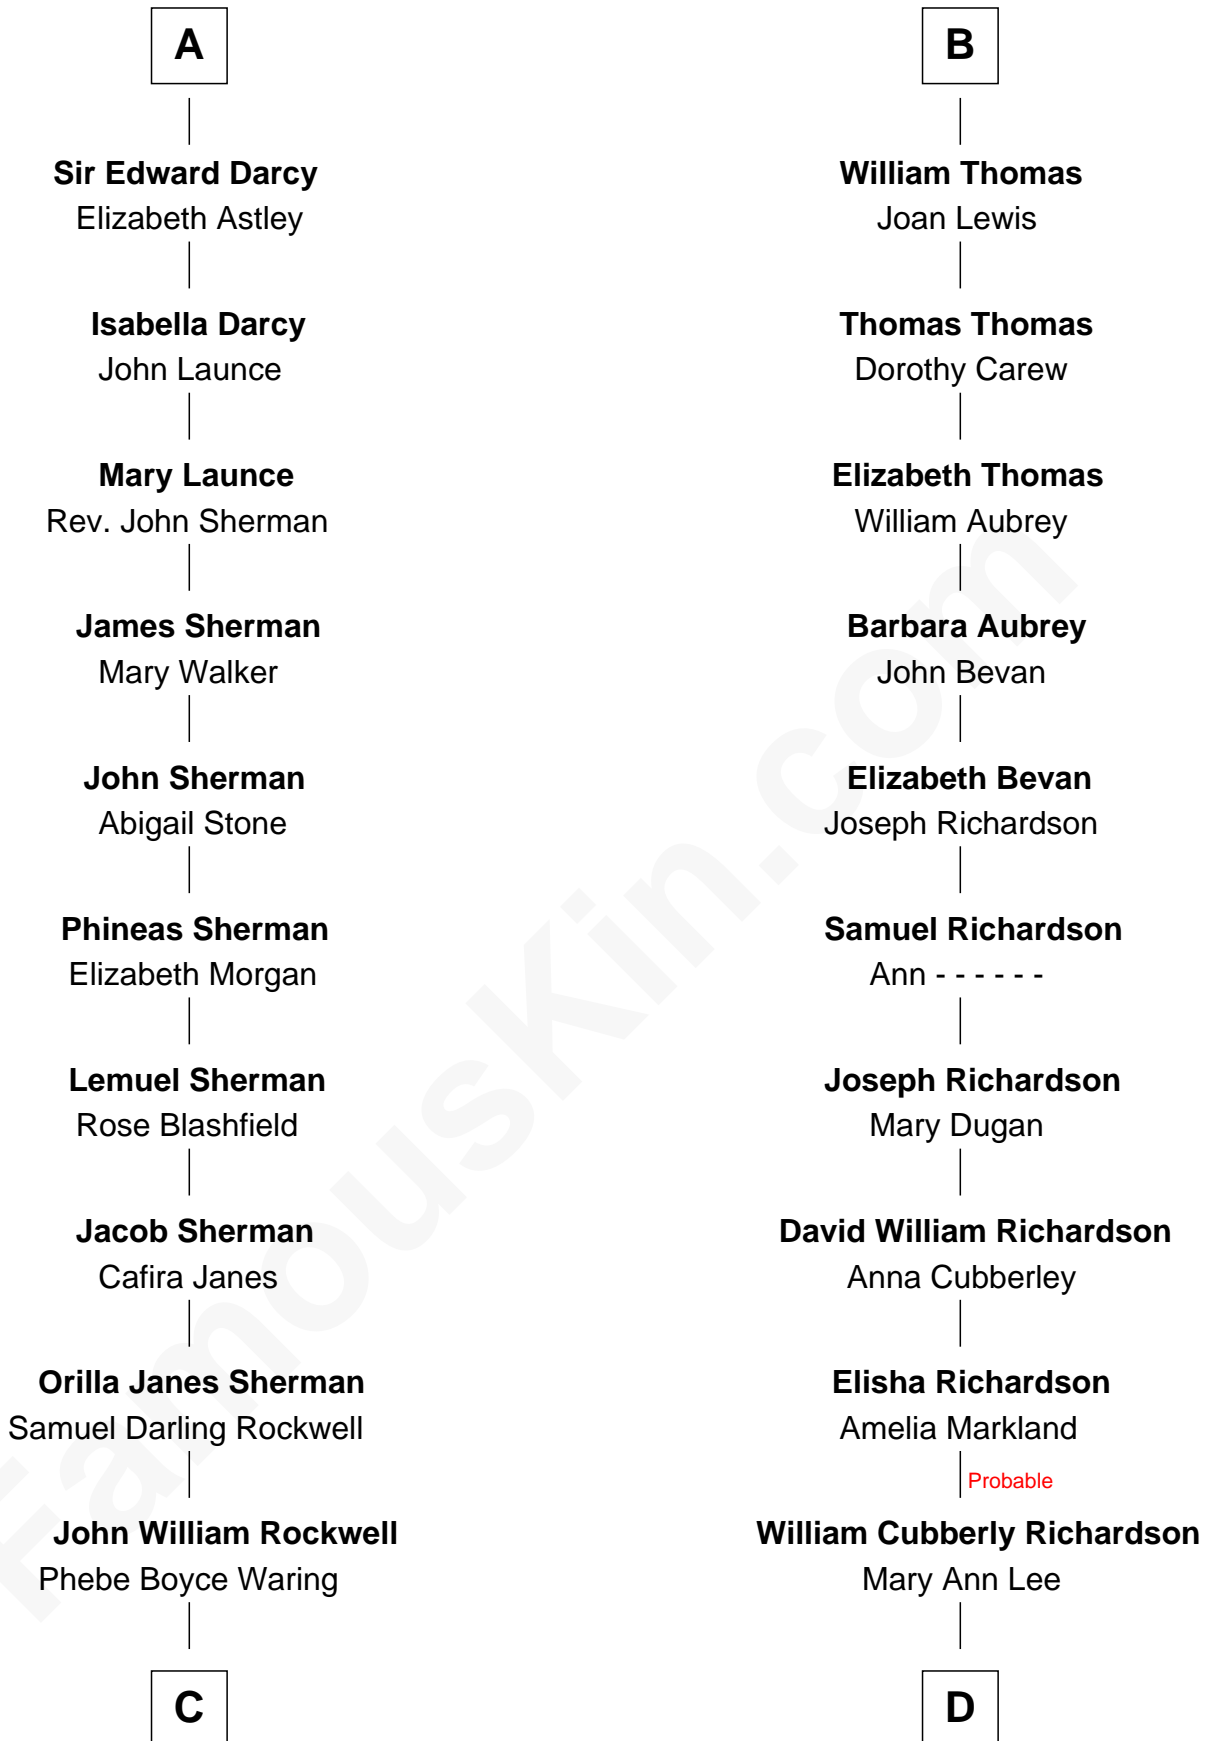 A
Sir Edward Darcy
Elizabeth Astley
Isabella Darcy
John Launce
Mary Launce
Rev. John Sherman
James Sherman
Mary Walker
John Sherman
Abigail Stone
Phineas Sherman
Elizabeth Morgan
Lemuel Sherman
Rose Blashfield
Jacob Sherman
Cafira Janes
Orilla Janes Sherman
Samuel Darling Rockwell
John William Rockwell
Phebe Boyce Waring
C
B
William Thomas
Joan Lewis
Thomas Thomas
Dorothy Carew
Elizabeth Thomas
William Aubrey
Barbara Aubrey
John Bevan
Elizabeth Bevan
Joseph Richardson
Samuel Richardson
Ann - - - - - -
Joseph Richardson
Mary Dugan
David William Richardson
Anna Cubberley
Elisha Richardson
Amelia Markland
Probable
William Cubberly Richardson
Mary Ann Lee
D
FamousKin.com